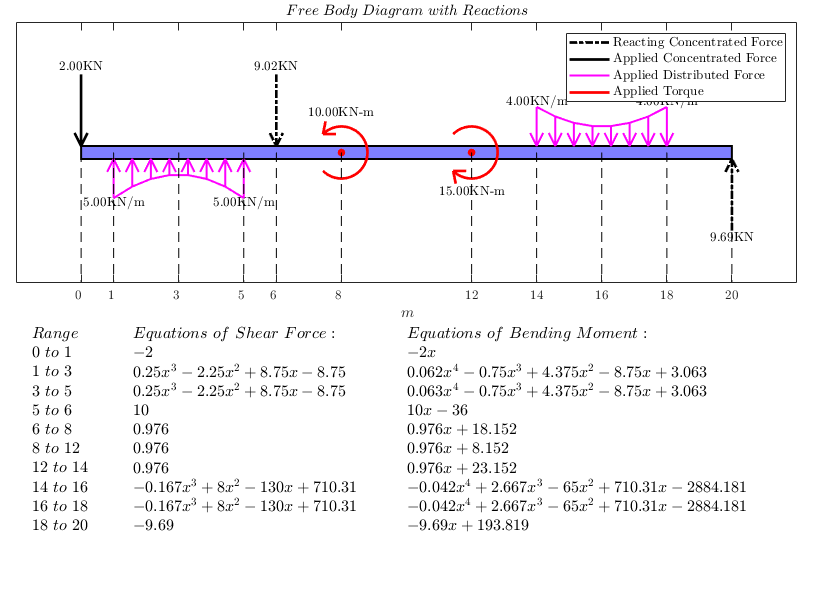 Free Body Diagram with Reactions
Reacting Concentrated Force
Applied Concentrated Force
Applied Distributed Force
Applied Torque
2.00KN
9.02KN
10.00KN-m
4.00KN/m
4.00KN/m
5.00KN/m
5.00KN/m
15.00KN-m
9.69KN
0 1 3 5 6 8 12 14 16 18 20
m
Range Equations of Shear Force : Equations of Bending Moment :
0 to 1 −2 −2x
1 to 3 0.25x³ − 2.25x² + 8.75x − 8.75 0.062x⁴ − 0.75x³ + 4.375x² − 8.75x + 3.063
3 to 5 0.25x³ − 2.25x² + 8.75x − 8.75 0.063x⁴ − 0.75x³ + 4.375x² − 8.75x + 3.063
5 to 6 10 10x − 36
6 to 8 0.976 0.976x + 18.152
8 to 12 0.976 0.976x + 8.152
12 to 14 0.976 0.976x + 23.152
14 to 16 −0.167x³ + 8x² − 130x + 710.31 −0.042x⁴ + 2.667x³ − 65x² + 710.31x − 2884.181
16 to 18 −0.167x³ + 8x² − 130x + 710.31 −0.042x⁴ + 2.667x³ − 65x² + 710.31x − 2884.181
18 to 20 −9.69 −9.69x + 193.819